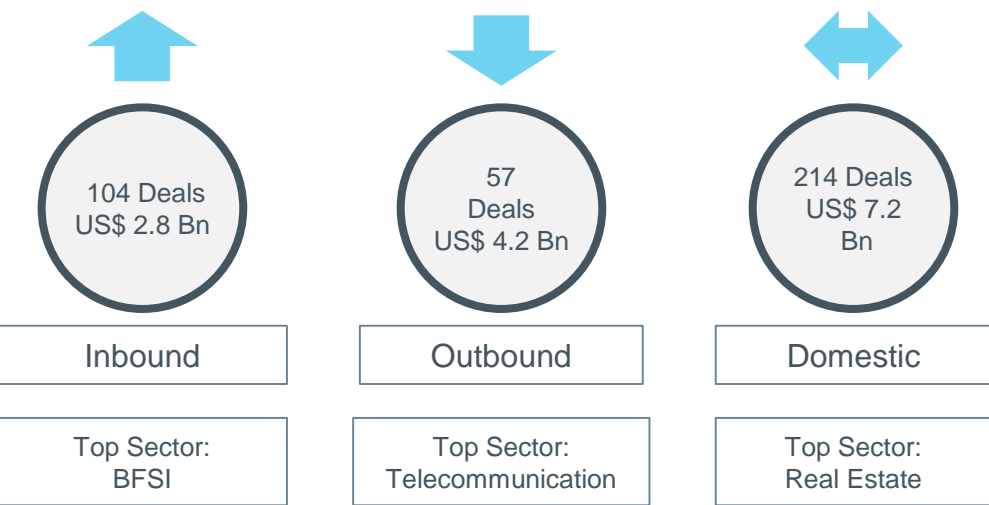 104 Deals
US$ 2.8 Bn
57
Deals
US$ 4.2 Bn
214 Deals
US$ 7.2
Bn
Inbound
Outbound
Domestic
Top Sector:
BFSI
Top Sector:
Telecommunication
Top Sector:
Real Estate